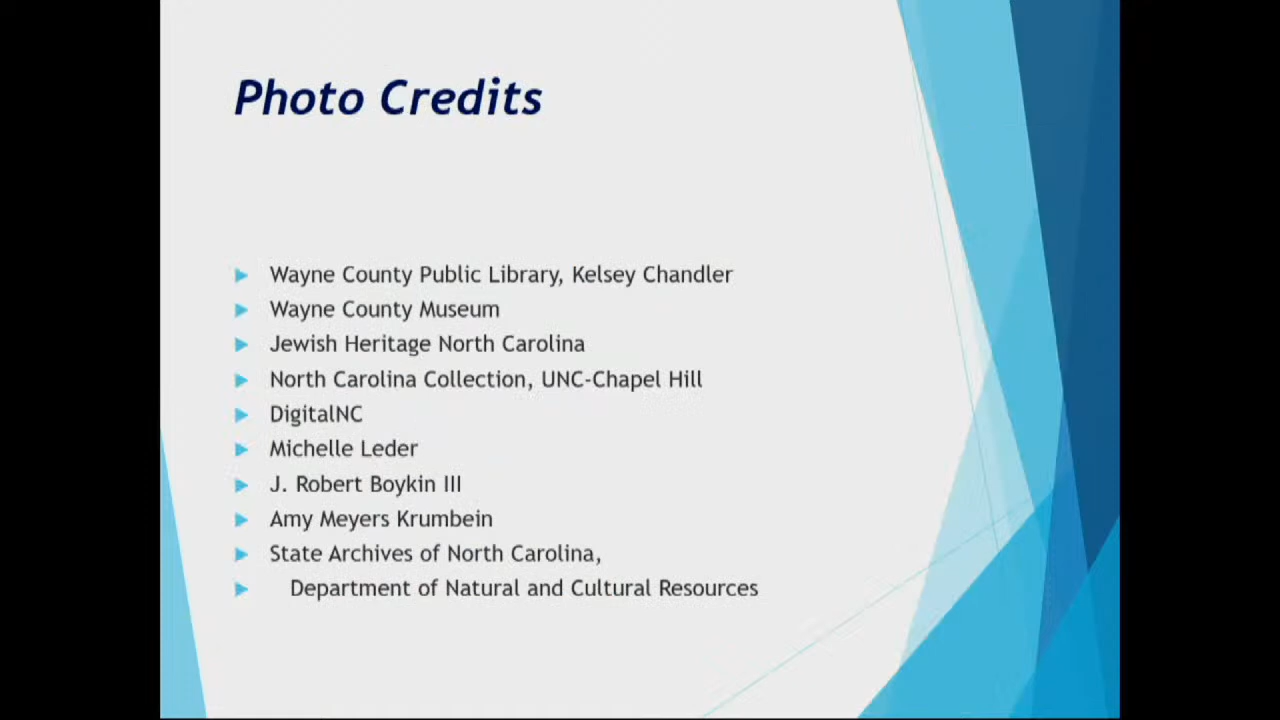 Photo Credits
Wayne County Public Library, Kelsey Chandler
Wayne County Museum
Jewish Heritage North Carolina
North Carolina Collection, UNC-Chapel Hill
DigitalNC
Michelle Leder
J. Robert Boykin III
Amy Meyers Krumbein
State Archives of North Carolina,
Department of Natural and Cultural Resources